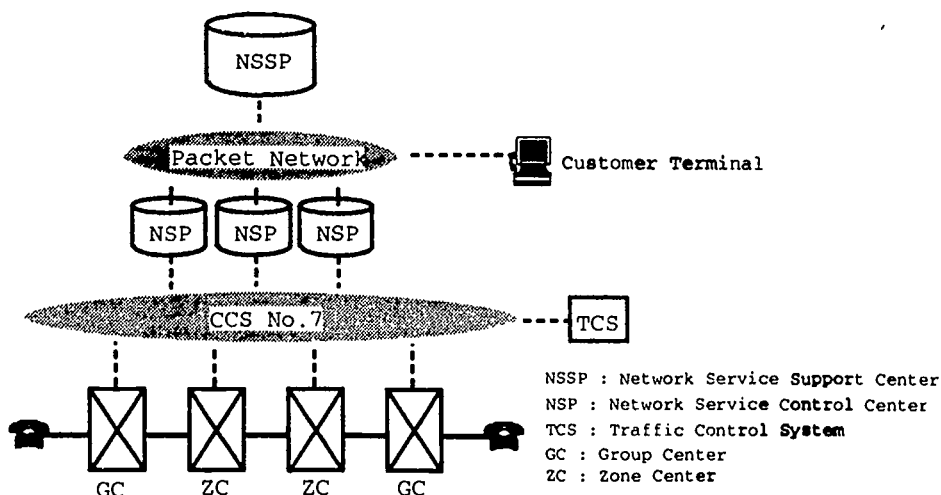 NSSP
Packet Network
Customer Terminal
NSP NSP NSP
CCS No.7
TCS
NSSP : Network Service Support Center
NSP : Network Service Control Center
TCS : Traffic Control System
GC : Group Center
ZC : Zone Center
GC ZC ZC GC